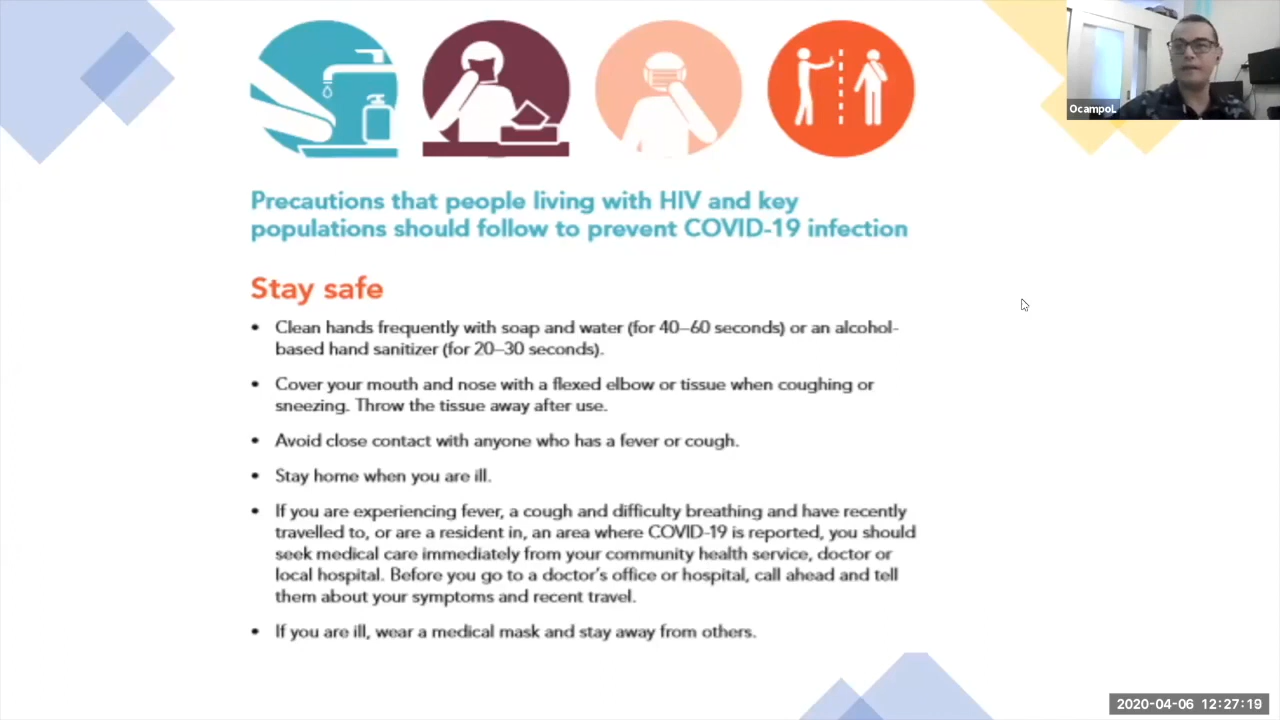 OcampoL
Precautions that people living with HIV and key
populations should follow to prevent COVID-19 infection
Stay safe
• Clean hands frequently with soap and water (for 40–60 seconds) or an alcohol-
based hand sanitizer (for 20–30 seconds).
• Cover your mouth and nose with a flexed elbow or tissue when coughing or
sneezing. Throw the tissue away after use.
• Avoid close contact with anyone who has a fever or cough.
• Stay home when you are ill.
• If you are experiencing fever, a cough and difficulty breathing and have recently
travelled to, or are a resident in, an area where COVID-19 is reported, you should
seek medical care immediately from your community health service, doctor or
local hospital. Before you go to a doctor's office or hospital, call ahead and tell
them about your symptoms and recent travel.
• If you are ill, wear a medical mask and stay away from others.
2020-04-06 12:27:19